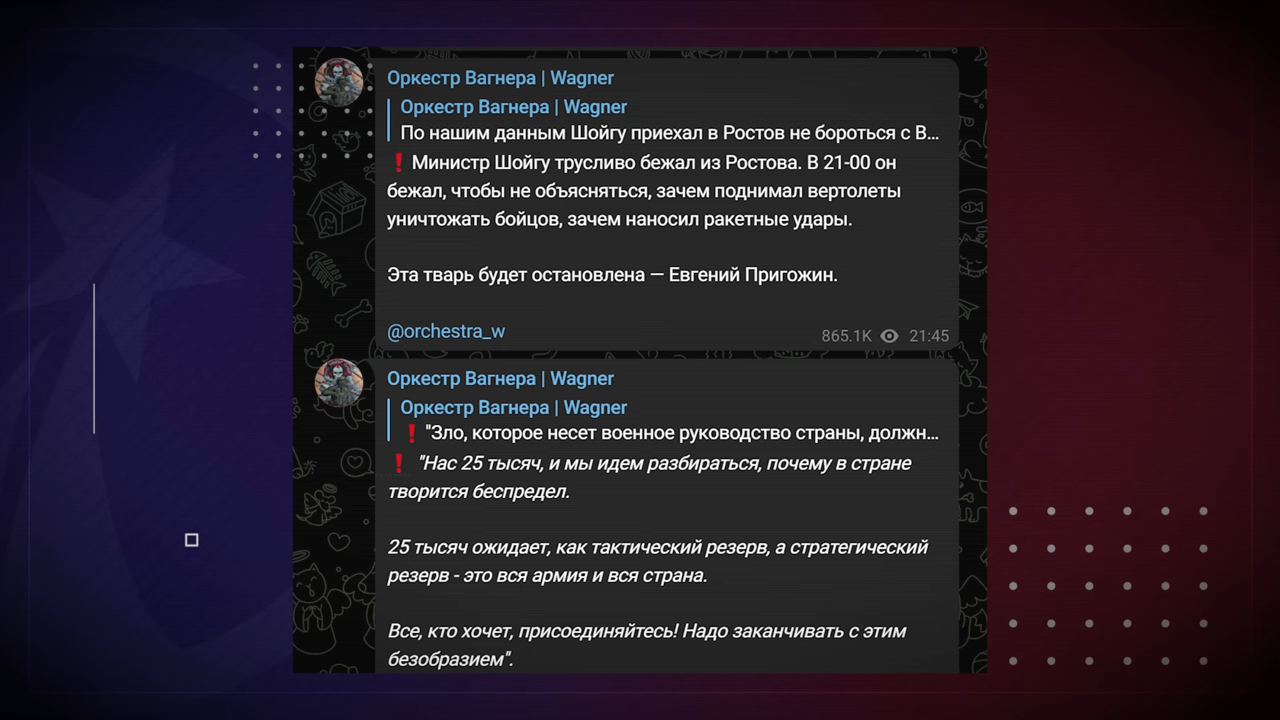 Оркестр Вагнера | Wagner
Оркестр Вагнера | Wagner
По нашим данным Шойгу приехал в Ростов не бороться с В...
❗ Министр Шойгу трусливо бежал из Ростова. В 21-00 он
бежал, чтобы не объясняться, зачем поднимал вертолеты
уничтожать бойцов, зачем наносил ракетные удары.
Эта тварь будет остановлена — Евгений Пригожин.
@orchestra_w
865.1K 21:45
Оркестр Вагнера | Wagner
Оркестр Вагнера | Wagner
❗ "Зло, которое несет военное руководство страны, должн...
❗ "Нас 25 тысяч, и мы идем разбираться, почему в стране
творится беспредел.
25 тысяч ожидает, как тактический резерв, а стратегический
резерв - это вся армия и вся страна.
Все, кто хочет, присоединяйтесь! Надо заканчивать с этим
безобразием".